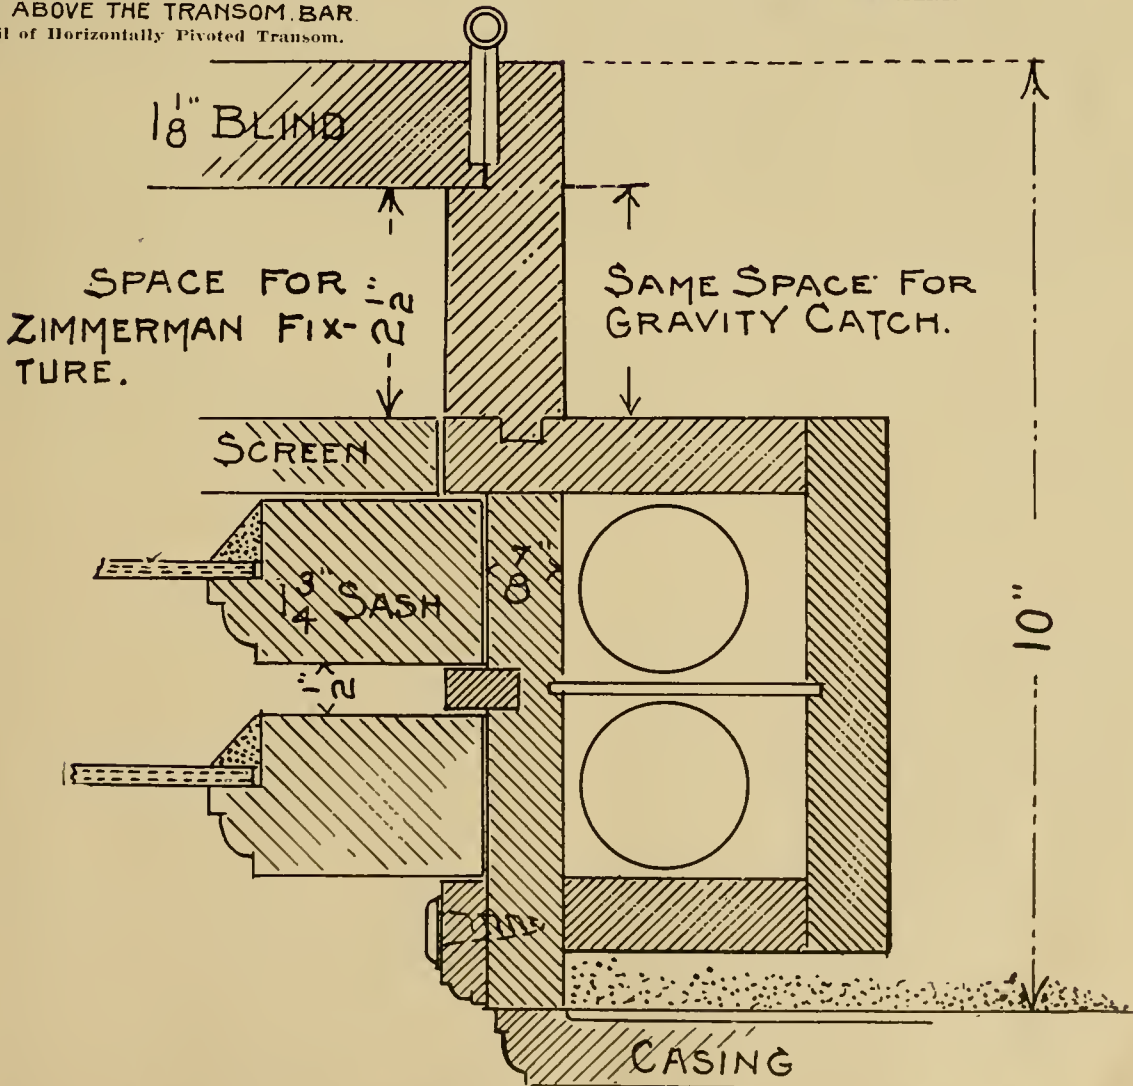 ABOVE THE TRANSOM.BAR.
of Horizontally Pivoted Transom.
1 1/8" BLIND
SPACE FOR
ZIMMERMAN FIX-
TURE.
2 1/2"
SAME SPACE FOR
GRAVITY CATCH.
SCREEN
1 3/4" SASH
7/8"
1/2"
10"
CASING